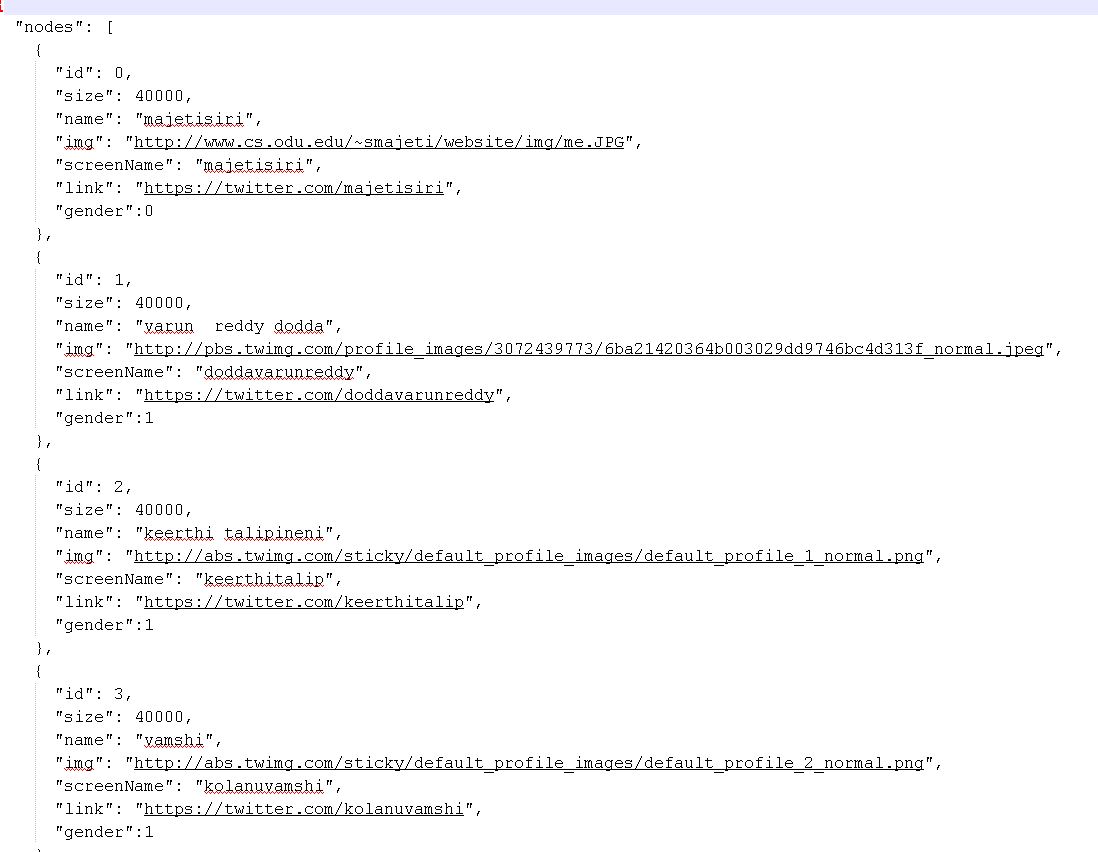 "nodes": [
{
"id": 0,
"size": 40000,
"name": "majetisiri",
"img": "http://www.cs.odu.edu/~smajeti/website/img/me.JPG",
"screenName": "majetisiri",
"link": "https://twitter.com/majetisiri",
"gender":0
},
{
"id": 1,
"size": 40000,
"name": "varun  reddy dodda",
"img": "http://pbs.twimg.com/profile_images/3072439773/6ba21420364b003029dd9746bc4d313f_normal.jpeg",
"screenName": "doddavarunreddy",
"link": "https://twitter.com/doddavarunreddy",
"gender":1
},
{
"id": 2,
"size": 40000,
"name": "keerthi talipineni",
"img": "http://abs.twimg.com/sticky/default_profile_images/default_profile_1_normal.png",
"screenName": "keerthitalip",
"link": "https://twitter.com/keerthitalip",
"gender":1
},
{
"id": 3,
"size": 40000,
"name": "vamshi",
"img": "http://abs.twimg.com/sticky/default_profile_images/default_profile_2_normal.png",
"screenName": "kolanuvamshi",
"link": "https://twitter.com/kolanuvamshi",
"gender":1